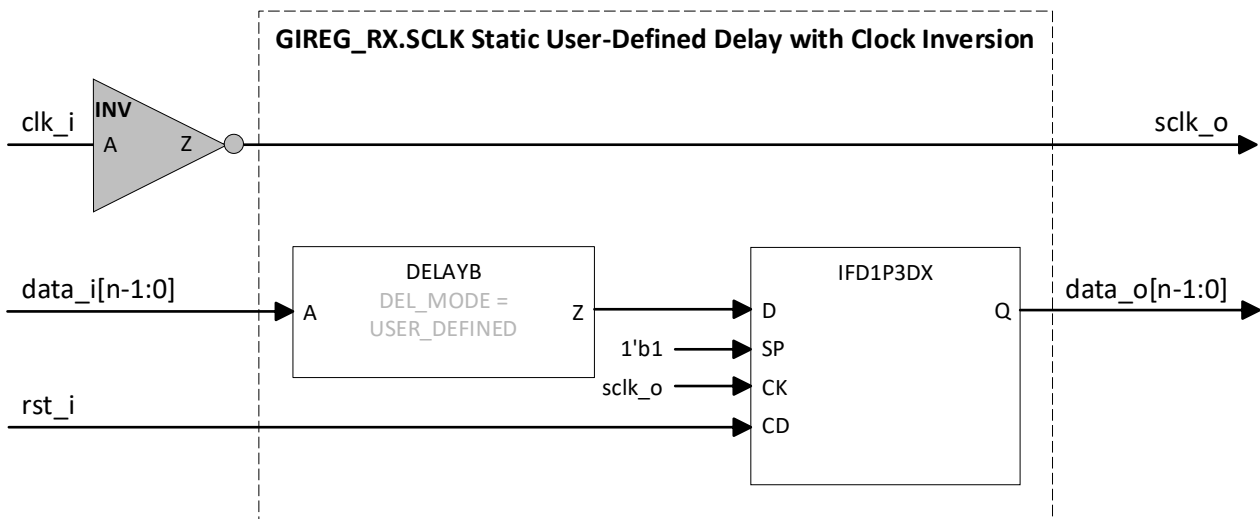 GIREG_RX.SCLK Static User-Defined Delay with Clock Inversion
INV
clk_i
A
Z
sclk_o
data_i[n-1:0]
A
DELAYB
DEL_MODE =
USER_DEFINED
Z
IFD1P3DX
D
Q
data_o[n-1:0]
1'b1
SP
sclk_o
CK
rst_i
CD